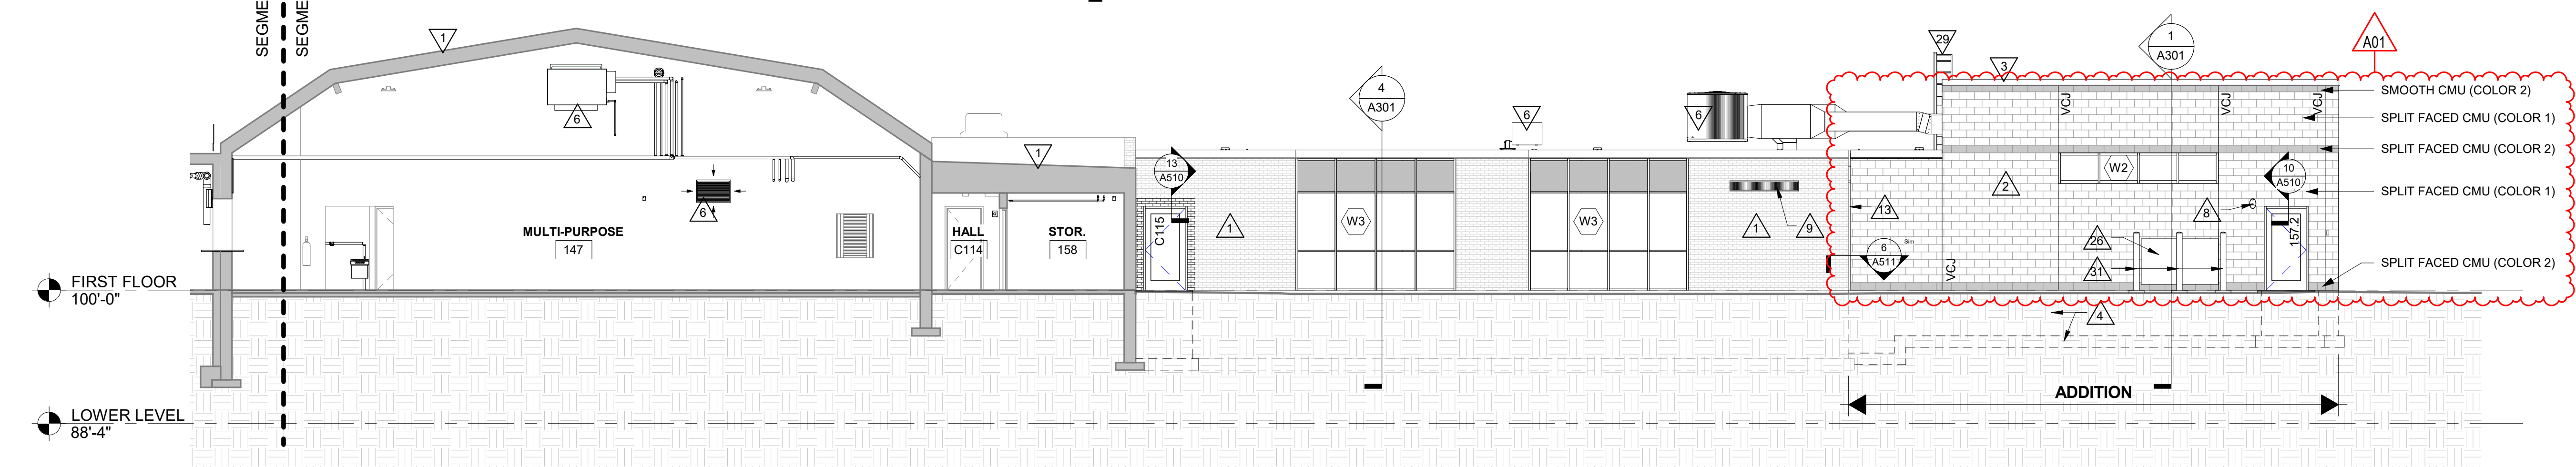 SEGME
SEGME
1
6
6
MULTI-PURPOSE
147
HALL
C114
STOR.
158
1
13
A510
C115
1
W3
4
A301
6
W3
6
1
9
13
6
A511
Sim
VCJ
29
3
2
VCJ
W2
1
A301
VCJ
VCJ
8
10
A510
157.2
26
31
4
A01
SMOOTH CMU (COLOR 2)
SPLIT FACED CMU (COLOR 1)
SPLIT FACED CMU (COLOR 2)
SPLIT FACED CMU (COLOR 1)
SPLIT FACED CMU (COLOR 2)
FIRST FLOOR
100'-0"
LOWER LEVEL
88'-4"
ADDITION